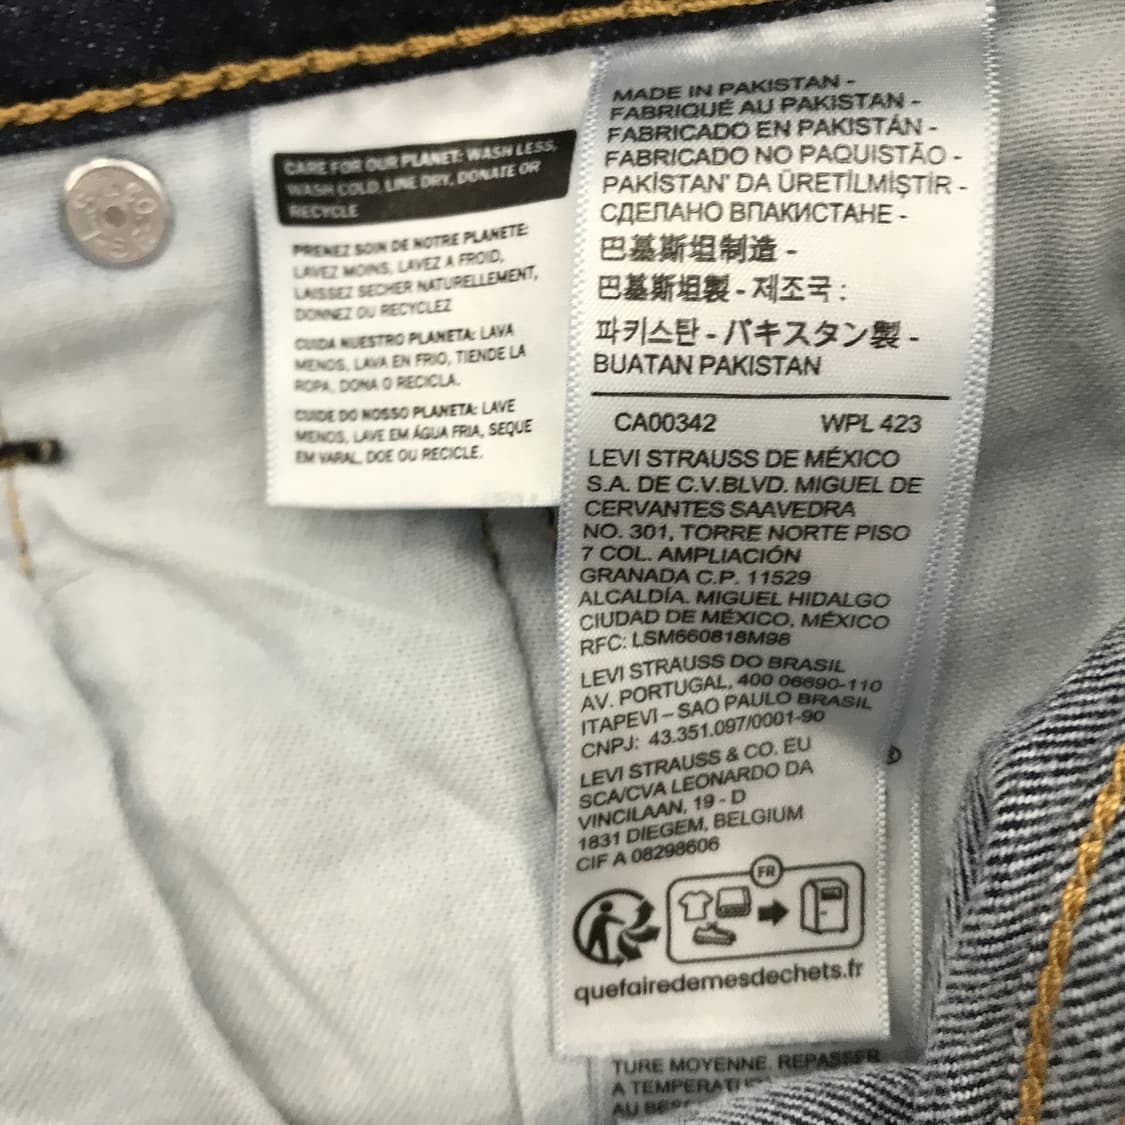 CARE FOR OUR PLANET: WASH LESS,
WASH COLD, LINE DRY, DONATE OR
RECYCLE
PRENEZ SOIN DE NOTRE PLANETE:
LAVEZ MOINS, LAVEZ A FROID,
LAISSEZ SECHER NATURELLEMENT,
DONNEZ OU RECYCLEZ
CUIDA NUESTRO PLANETA: LAVA
MENOS, LAVA EN FRIO, TIENDE LA
ROPA, DONA O RECICLA.
CUIDE DO NOSSO PLANETA: LAVE
MENOS, LAVE EM ÁGUA FRIA, SEQUE
EM VARAL, DOE OU RECICLE.
MADE IN PAKISTAN -
FABRIQUÉ AU PAKISTAN -
FABRICADO EN PAKISTÁN -
FABRICADO NO PAQUISTÃO -
PAKİSTAN' DA ÜRETİLMİŞTİR -
СДЕЛАНО ВПАКИСТАНЕ -
巴基斯坦制造 -
巴基斯坦製 - 제조국 :
파키스탄 - パキスタン製 -
BUATAN PAKISTAN
CA00342 WPL 423
LEVI STRAUSS DE MÉXICO
S.A. DE C.V.BLVD. MIGUEL DE
CERVANTES SAAVEDRA
NO. 301, TORRE NORTE PISO
7 COL. AMPLIACIÓN
GRANADA C.P. 11529
ALCALDÍA. MIGUEL HIDALGO
CIUDAD DE MÉXICO, MÉXICO
RFC: LSM660818M98
LEVI STRAUSS DO BRASIL
AV. PORTUGAL, 400 06690-110
ITAPEVI – SAO PAULO BRASIL
CNPJ: 43.351.097/0001-90
LEVI STRAUSS & CO. EU
SCA/CVA LEONARDO DA
VINCILAAN, 19 - D
1831 DIEGEM, BELGIUM
CIF A 08298606
FR
quefairedemesdechets.fr
TURE MOYENNE. REPASSER
A TEMPERATU
AU BES